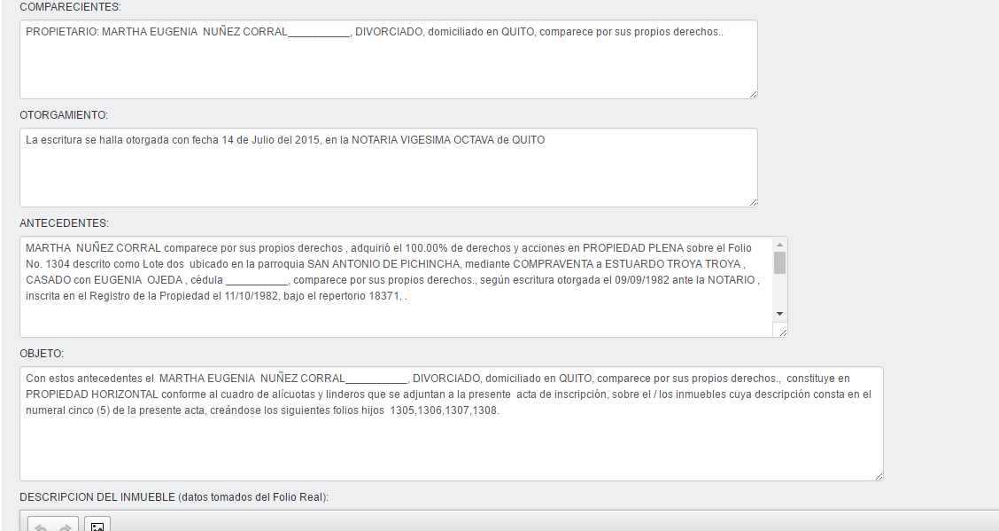 COMPARECIENTES:
PROPIETARIO: MARTHA EUGENIA  NUÑEZ CORRAL__________, DIVORCIADO, domiciliado en QUITO, comparece por sus propios derechos..
OTORGAMIENTO:
La escritura se halla otorgada con fecha 14 de Julio del 2015, en la NOTARIA VIGESIMA OCTAVA de QUITO
ANTECEDENTES:
MARTHA  NUÑEZ CORRAL comparece por sus propios derechos , adquirió el 100.00% de derechos y acciones en PROPIEDAD PLENA sobre el Folio
No. 1304 descrito como Lote dos  ubicado en la parroquia SAN ANTONIO DE PICHINCHA, mediante COMPRAVENTA a ESTUARDO TROYA TROYA ,
CASADO con EUGENIA  OJEDA , cédula __________, comparece por sus propios derechos., según escritura otorgada el 09/09/1982 ante la NOTARIO ,
inscrita en el Registro de la Propiedad el 11/10/1982, bajo el repertorio 18371, .
OBJETO:
Con estos antecedentes el  MARTHA EUGENIA  NUÑEZ CORRAL__________, DIVORCIADO, domiciliado en QUITO, comparece por sus propios derechos.,  constituye en
PROPIEDAD HORIZONTAL conforme al cuadro de alícuotas y linderos que se adjuntan a la presente  acta de inscripción, sobre el / los inmuebles cuya descripción consta en el
numeral cinco (5) de la presente acta, creándose los siguientes folios hijos  1305,1306,1307,1308.
DESCRIPCION DEL INMUEBLE (datos tomados del Folio Real):